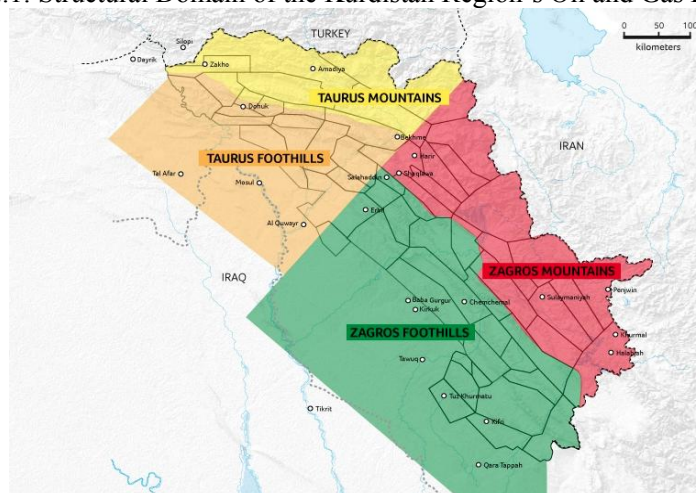 .1: Structural Domain of the Kurdistan Region's Oil and Gas
0 50 100
kilometers
TURKEY
Silopi
Dayrik
Zakho
Amadiya
TAURUS MOUNTAINS
Dohuk
Bekhme
IRAN
TAURUS FOOTHILLS
Harir
Tal Afar
Mosul
Salahaddin
Shaqlawa
Erbil
Al Quwayr
IRAQ
ZAGROS MOUNTAINS
Penjwin
Baba Gurgur
Chemchemal
Sulaymaniyah
Kirkuk
ZAGROS FOOTHILLS
Khurmal
Tawuq
Halabjah
Tuz Khurmatu
Tikrit
Kifri
Qara Tappah